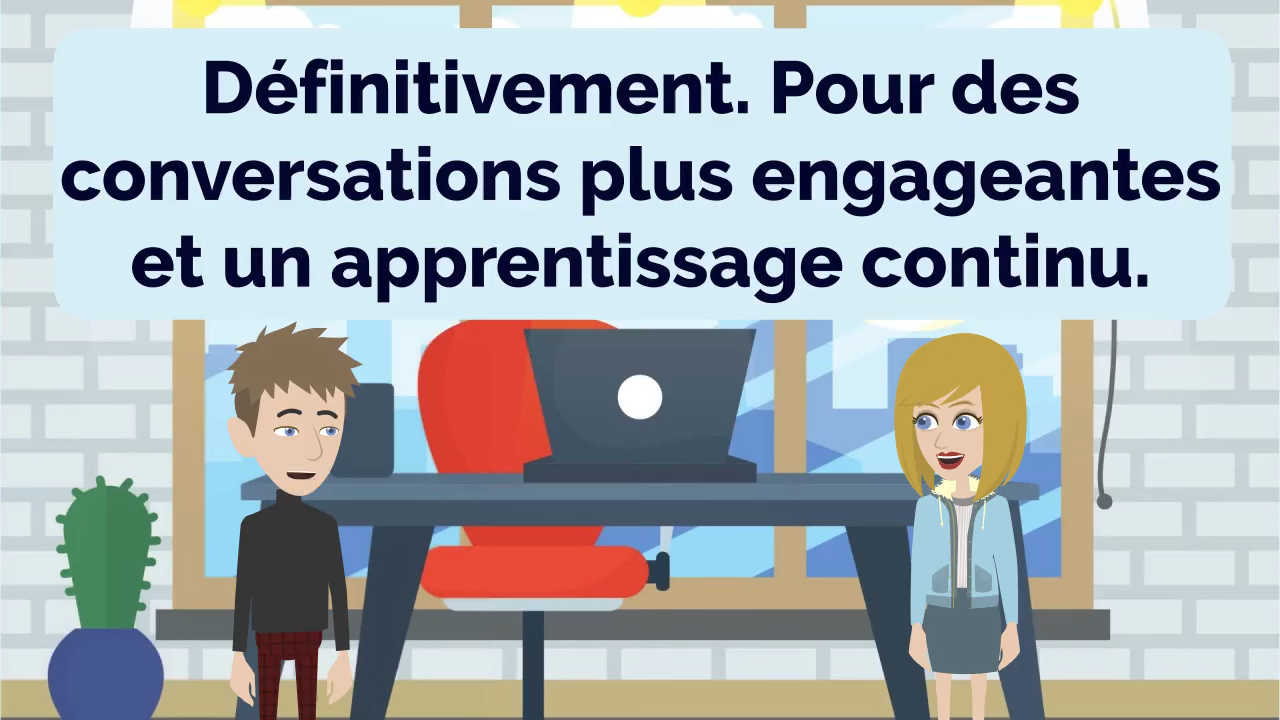 Définitivement. Pour des
conversations plus engageantes
et un apprentissage continu.